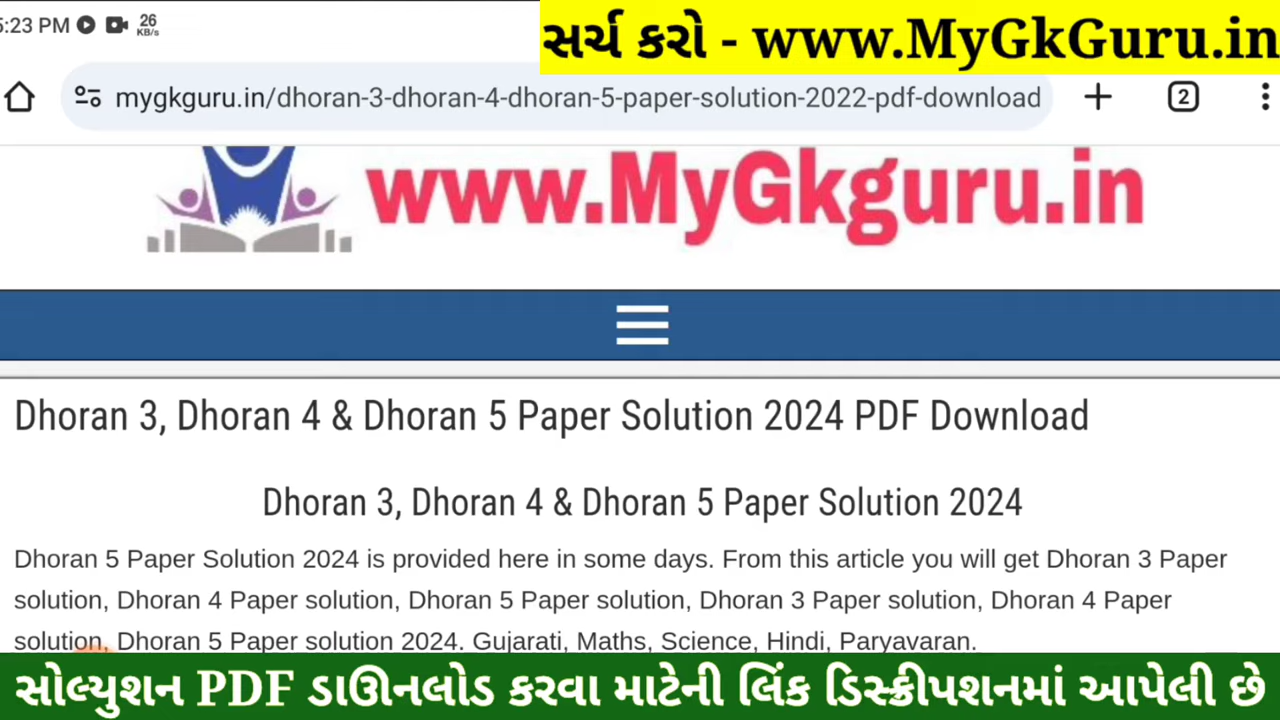 5:23 PM 26 KB/s
સર્ચ કરો - www.MyGkGuru.in
mygkguru.in/dhoran-3-dhoran-4-dhoran-5-paper-solution-2022-pdf-download
2
www.MyGkguru.in
Dhoran 3, Dhoran 4 & Dhoran 5 Paper Solution 2024 PDF Download
Dhoran 3, Dhoran 4 & Dhoran 5 Paper Solution 2024
Dhoran 5 Paper Solution 2024 is provided here in some days. From this article you will get Dhoran 3 Paper
solution, Dhoran 4 Paper solution, Dhoran 5 Paper solution, Dhoran 3 Paper solution, Dhoran 4 Paper
solution, Dhoran 5 Paper solution 2024. Gujarati, Maths, Science, Hindi, Paryavaran.
સોલ્યુશન PDF ડાઊનલોડ કરવા માટેની લિંક ડિસ્ક્રીપશનમાં આપેલી છે